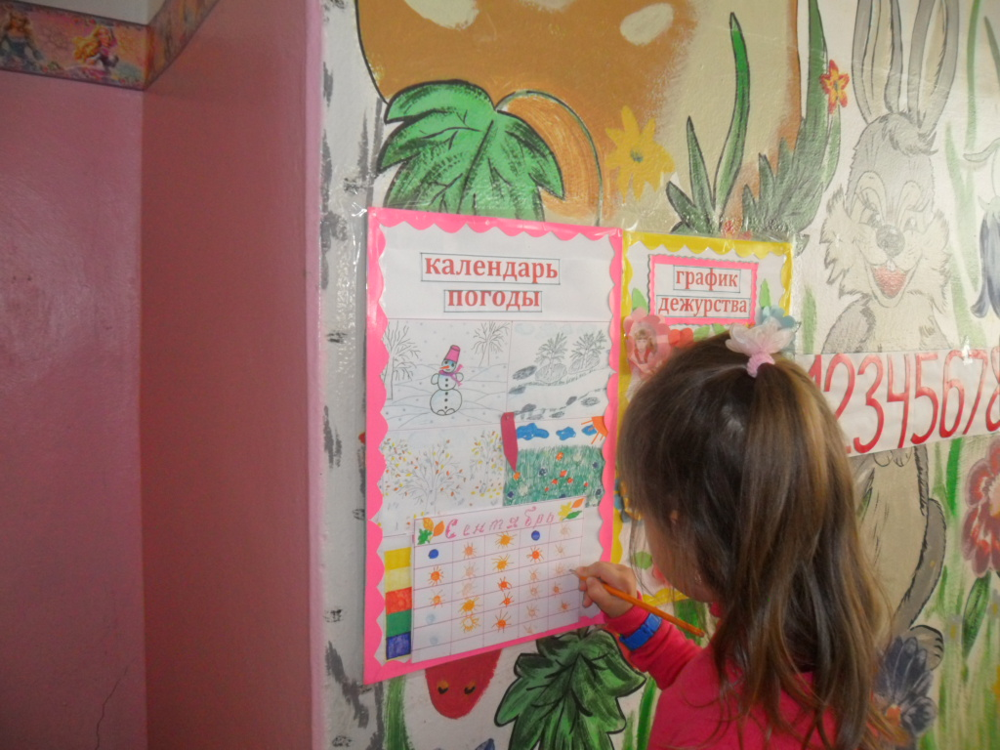 календарь
погоды
график
дежурства
12345678
Сентябрь